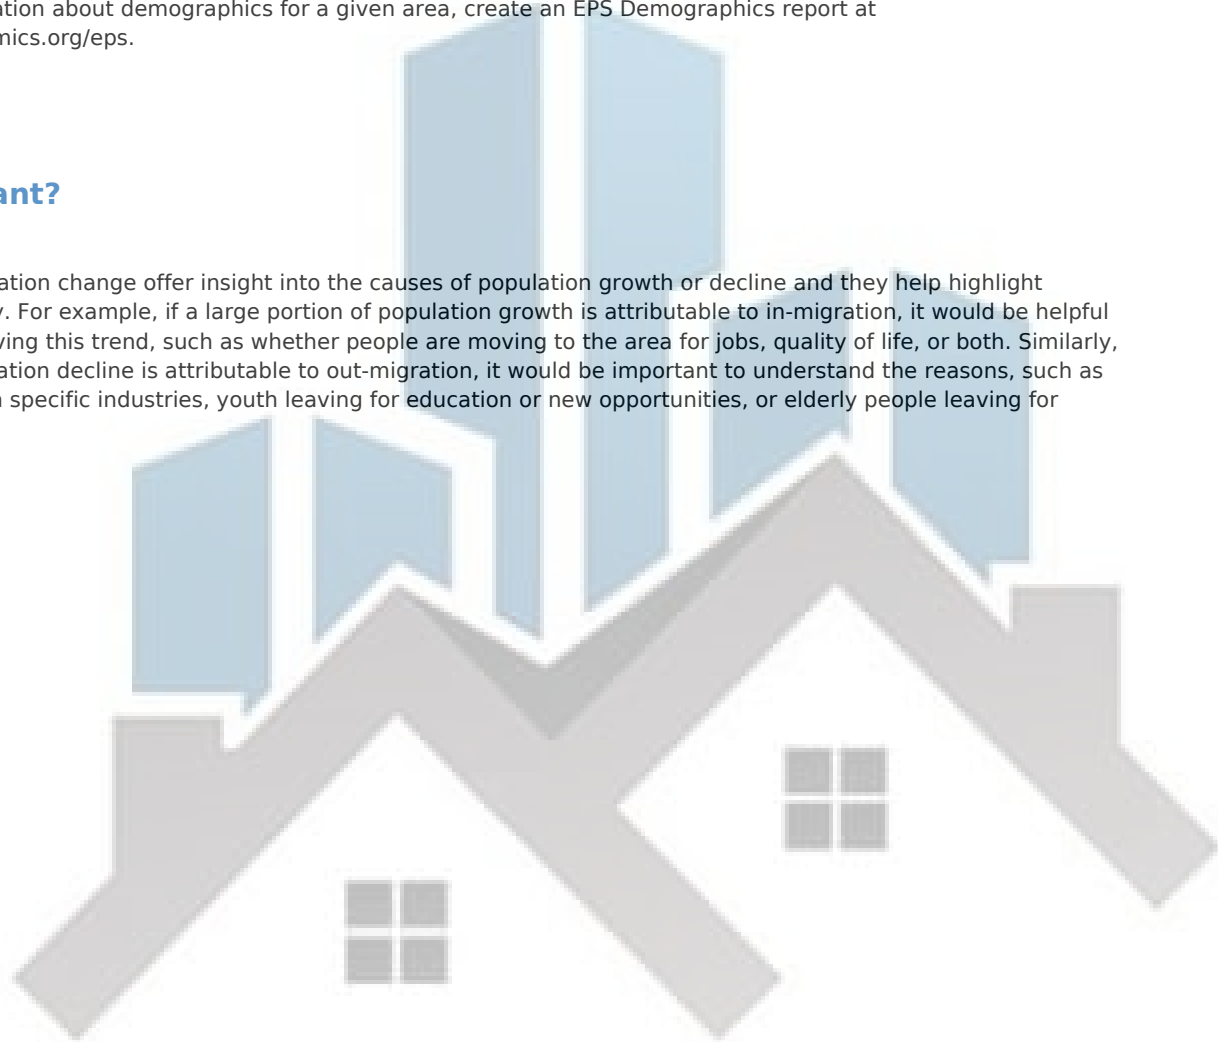 ation about demographics for a given area, create an EPS Demographics report at
mics.org/eps.
ant?
ation change offer insight into the causes of population growth or decline and they help highlight
y. For example, if a large portion of population growth is attributable to in-migration, it would be helpful
ving this trend, such as whether people are moving to the area for jobs, quality of life, or both. Similarly,
ation decline is attributable to out-migration, it would be important to understand the reasons, such as
n specific industries, youth leaving for education or new opportunities, or elderly people leaving for